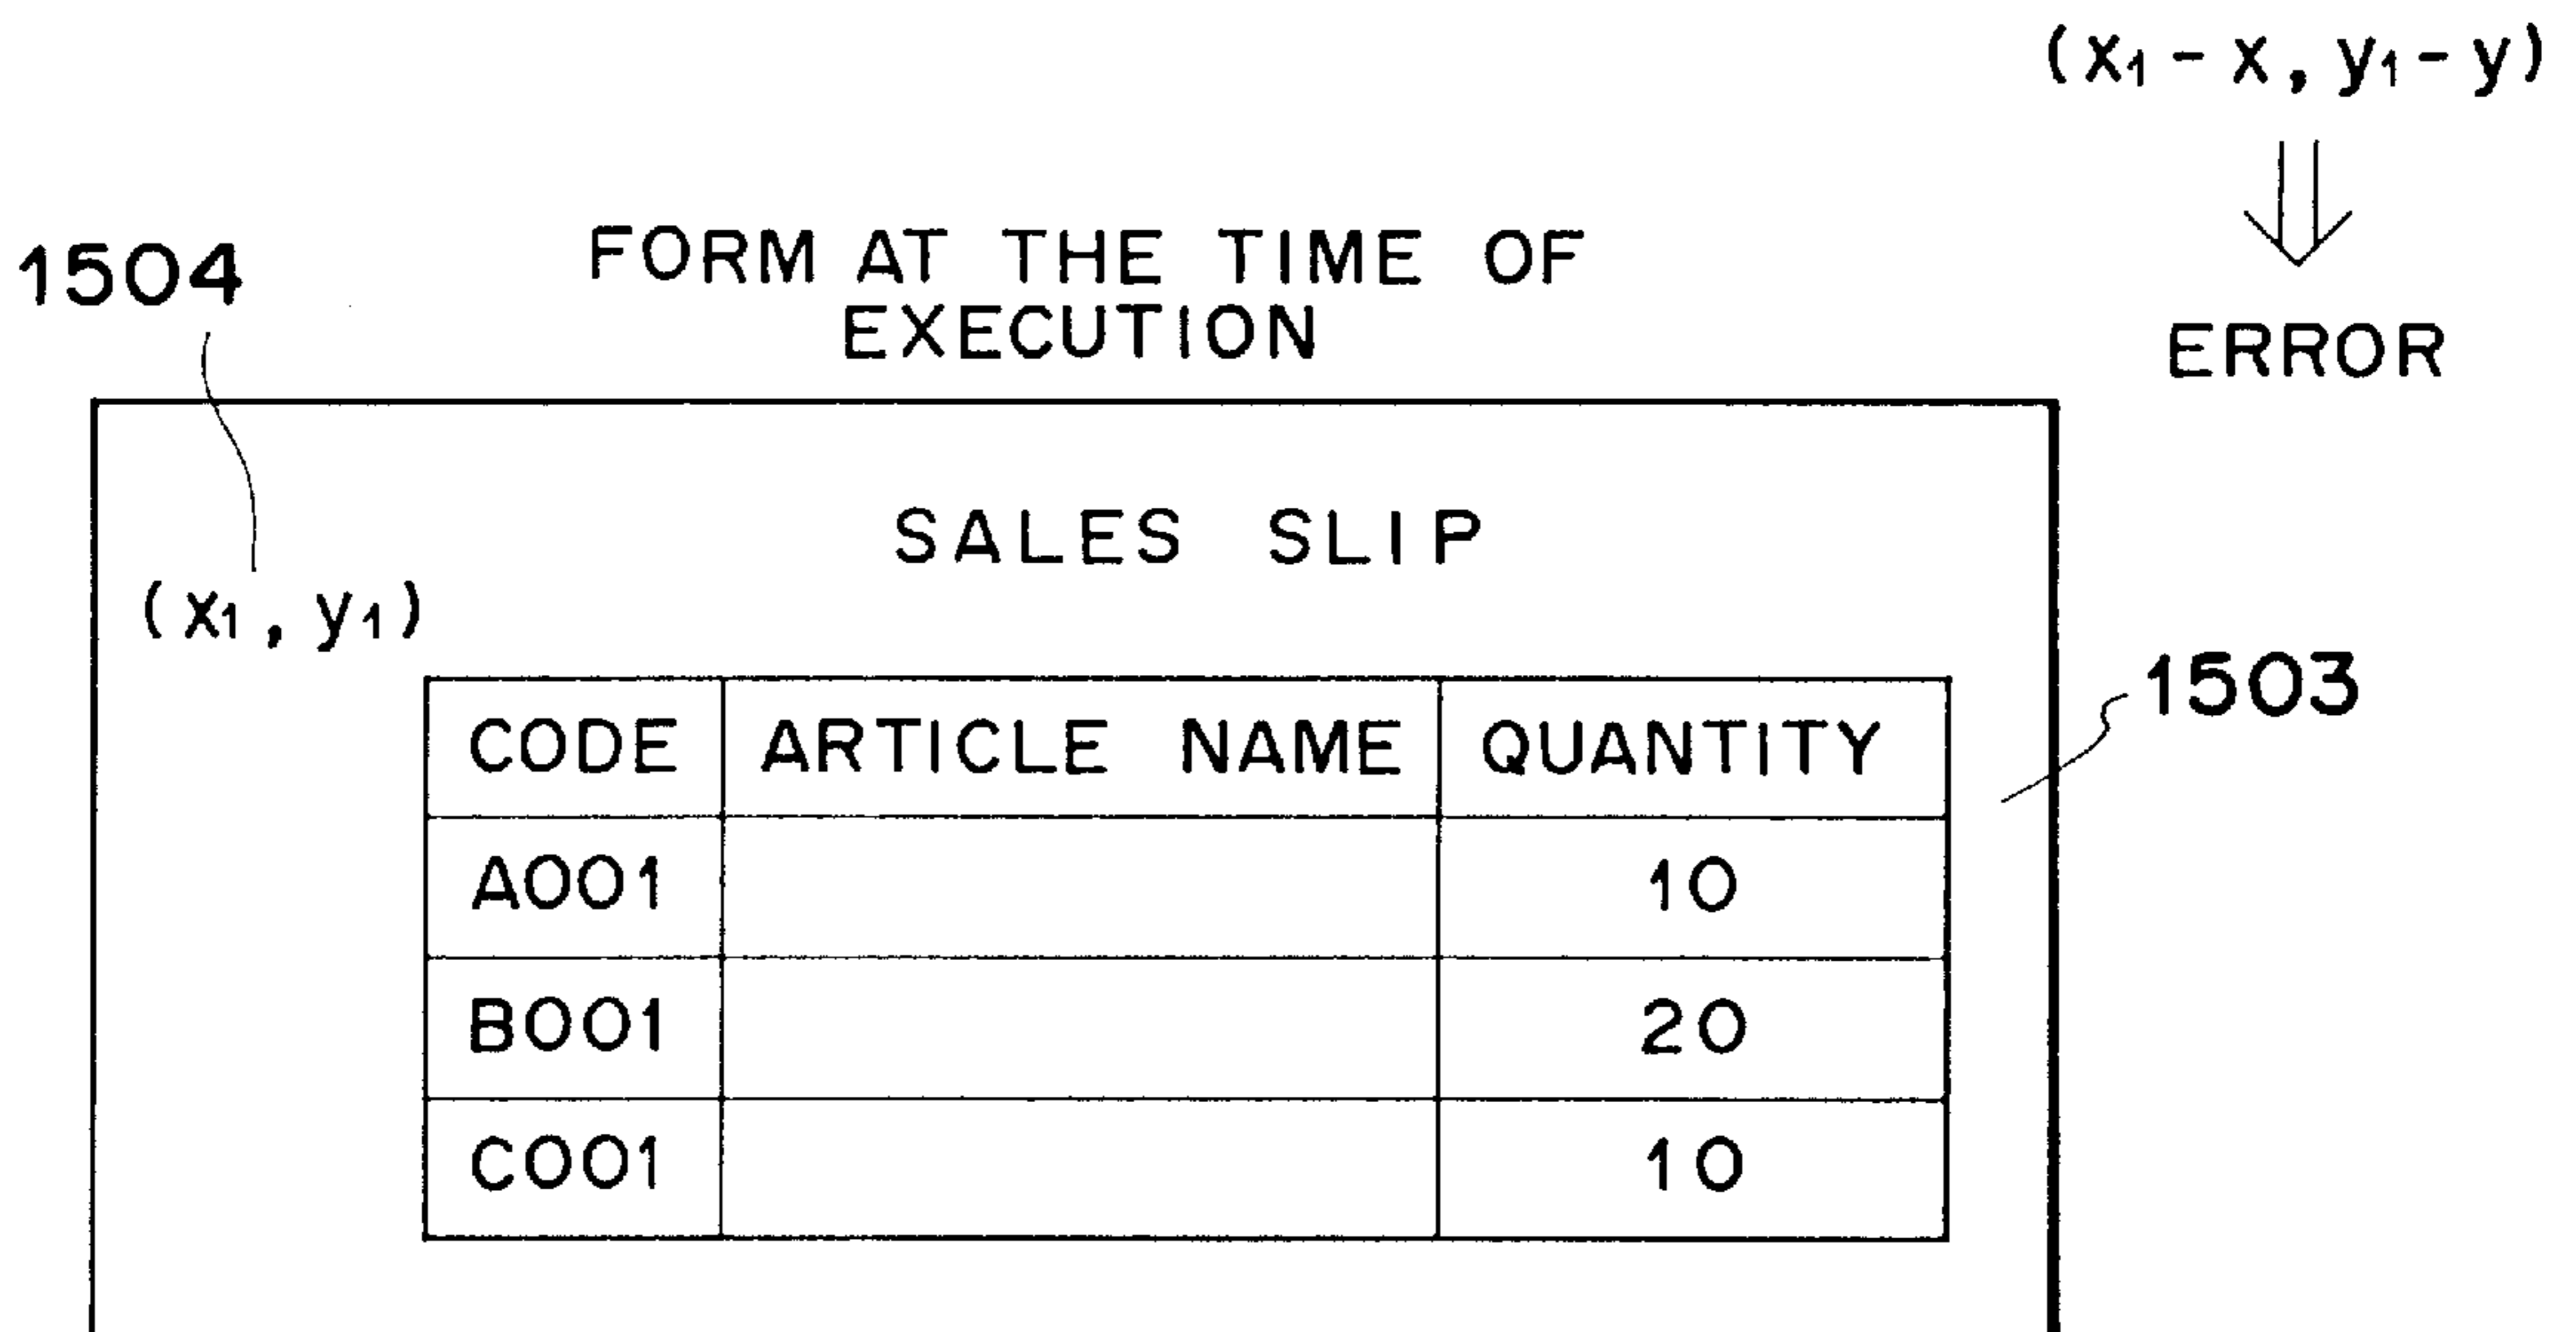 (x₁ - x, y₁ - y)
1504
FORM AT THE TIME OF
EXECUTION
ERROR
SALES SLIP
(x₁, y₁)
1503
CODE ARTICLE NAME QUANTITY
A001 10
B001 20
C001 10